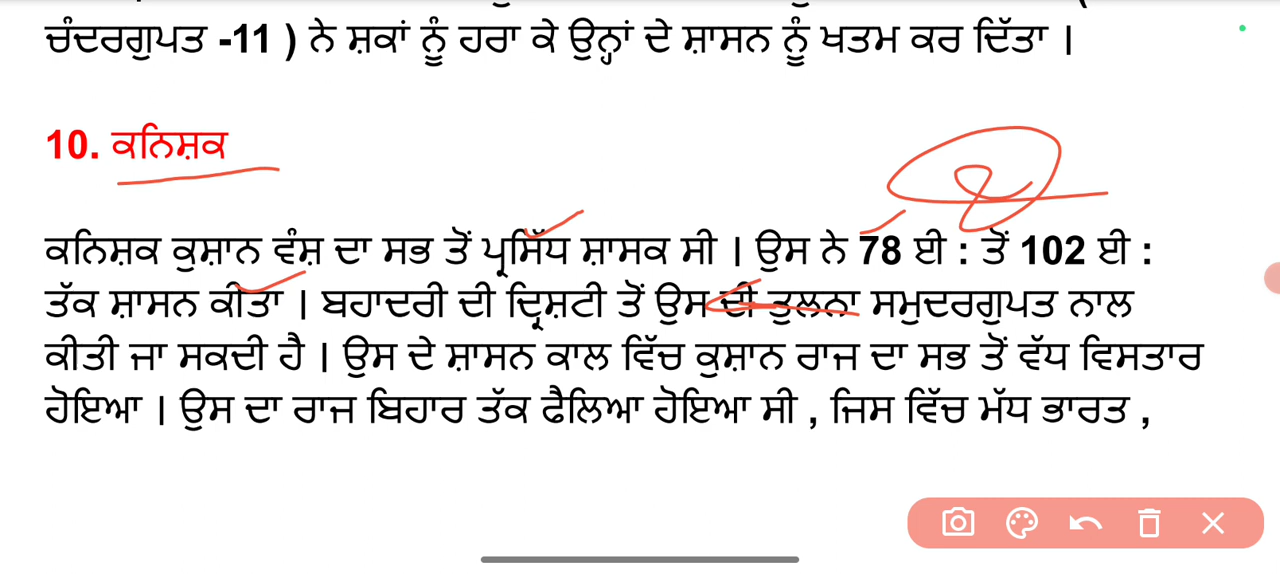 ਚੰਦਰਗੁਪਤ -11 ) ਨੇ ਸ਼ਕਾਂ ਨੂੰ ਹਰਾ ਕੇ ਉਨ੍ਹਾਂ ਦੇ ਸ਼ਾਸਨ ਨੂੰ ਖਤਮ ਕਰ ਦਿੱਤਾ |
10. ਕਨਿਸ਼ਕ
ਕਨਿਸ਼ਕ ਕੁਸ਼ਾਨ ਵੰਸ਼ ਦਾ ਸਭ ਤੋਂ ਪ੍ਰਸਿੱਧ ਸ਼ਾਸਕ ਸੀ | ਉਸ ਨੇ 78 ਈ : ਤੋਂ 102 ਈ :
ਤੱਕ ਸ਼ਾਸਨ ਕੀਤਾ | ਬਹਾਦਰੀ ਦੀ ਦ੍ਰਿਸ਼ਟੀ ਤੋਂ ਉਸ ਦੀ ਤੁਲਨਾ ਸਮੁਦਰਗੁਪਤ ਨਾਲ
ਕੀਤੀ ਜਾ ਸਕਦੀ ਹੈ | ਉਸ ਦੇ ਸ਼ਾਸਨ ਕਾਲ ਵਿੱਚ ਕੁਸ਼ਾਨ ਰਾਜ ਦਾ ਸਭ ਤੋਂ ਵੱਧ ਵਿਸਤਾਰ
ਹੋਇਆ | ਉਸ ਦਾ ਰਾਜ ਬਿਹਾਰ ਤੱਕ ਫੈਲਿਆ ਹੋਇਆ ਸੀ , ਜਿਸ ਵਿੱਚ ਮੱਧ ਭਾਰਤ ,